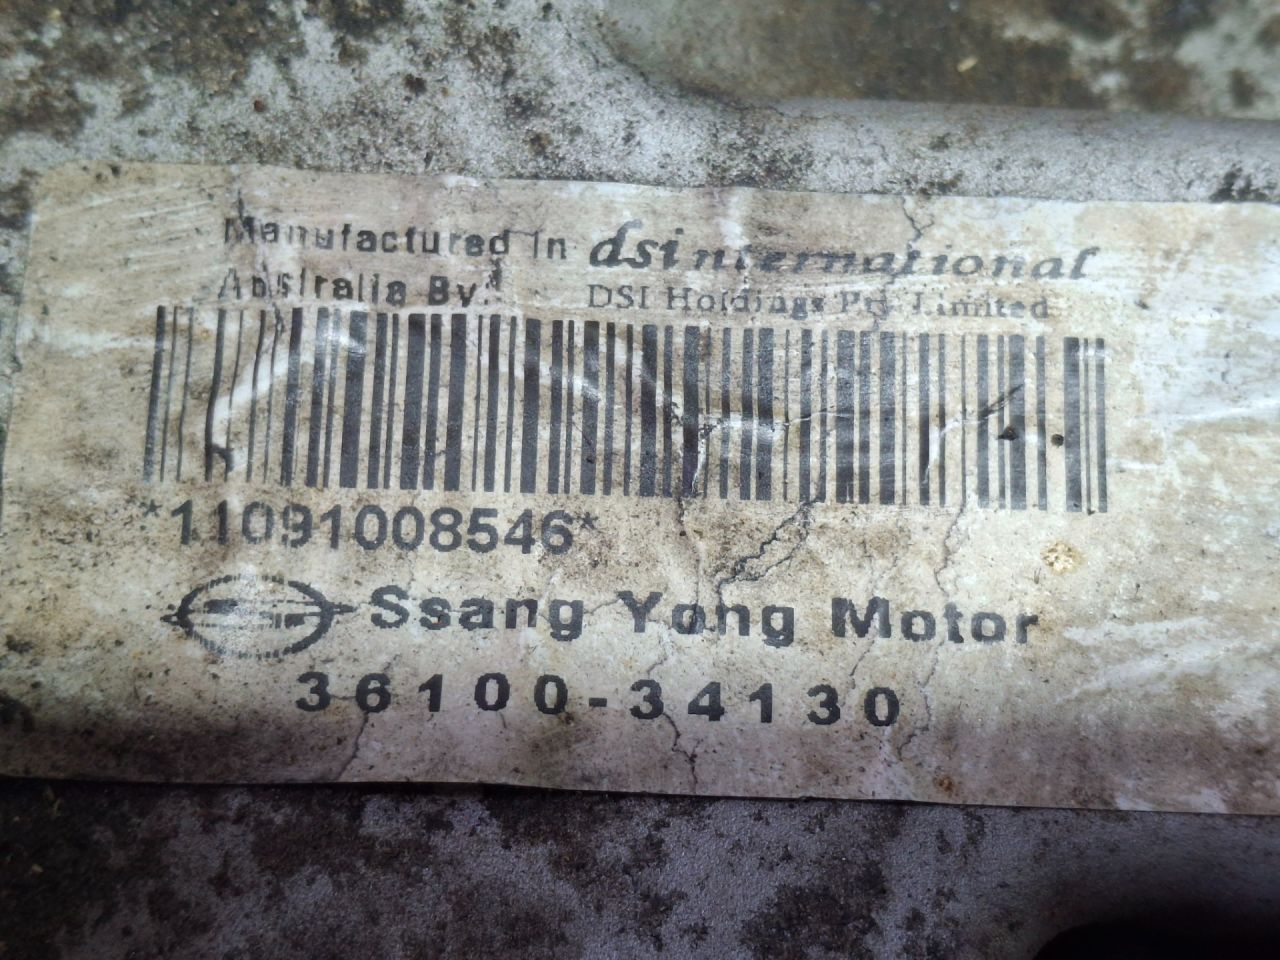 Manufactured in dsi international
Australia By: DSI Holdings Pty Limited
*11091008546*
Ssang Yong Motor
36100-34130